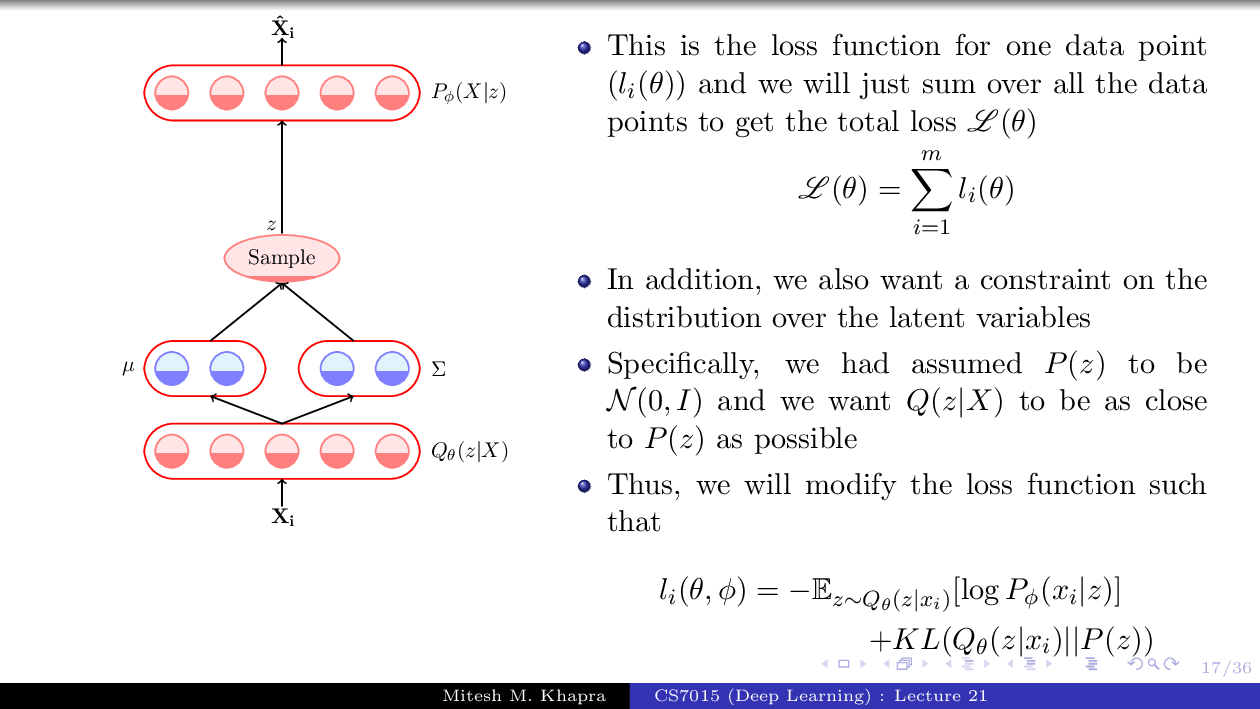 X̂ᵢ
P_ϕ(X|z)
z
Sample
μ
Σ
Q_θ(z|X)
Xᵢ
This is the loss function for one data point
(l_i(θ)) and we will just sum over all the data
points to get the total loss ℒ(θ)
ℒ(θ) = ∑_{i=1}^{m} l_i(θ)
In addition, we also want a constraint on the
distribution over the latent variables
Specifically, we had assumed P(z) to be
𝒩(0, I) and we want Q(z|X) to be as close
to P(z) as possible
Thus, we will modify the loss function such
that
l_i(θ, ϕ) = −𝔼_{z∼Q_θ(z|x_i)}[log P_ϕ(x_i|z)]
+KL(Q_θ(z|x_i)||P(z))
17/36
Mitesh M. Khapra
CS7015 (Deep Learning) : Lecture 21